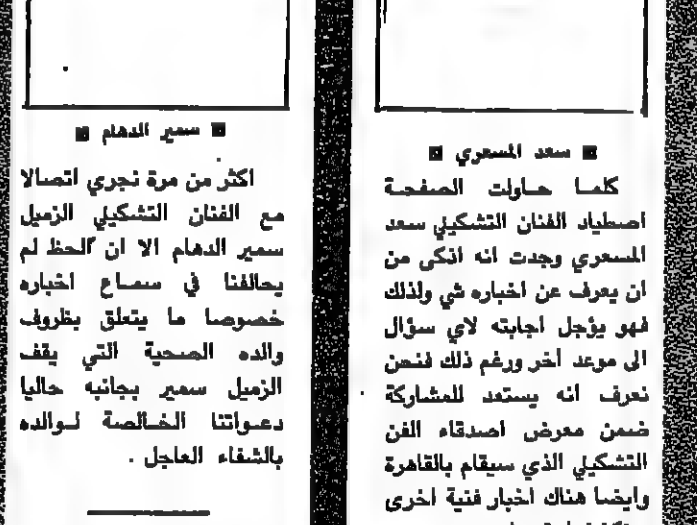 سعد المسعري
كلما حاولت الصفحة
اصطياد الفنان التشكيلي سعد
المسعري وجدت انه اذكى من
ان يعرف عن اخباره شي ولذلك
فهو يؤجل اجابته لاي سؤال
الى موعد آخر ورغم ذلك فنحن
نعرف انه يستعد للمشاركة
ضمن معرض اصدقاء الفن
التشكيلي الذي سيقام بالقاهرة
وايضا هناك اخبار فنية اخرى
سمير الدهام
اكثر من مرة نجري اتصالا
مع الفنان التشكيلي الزميل
سمير الدهام الا ان الحظ لم
يحالفنا في سماع اخباره
خصوصا ما يتعلق بظروف
والده الصحية التي يقف
الزميل سمير بجانبه حاليا
دعواتنا الخالصة لوالده
بالشفاء العاجل .